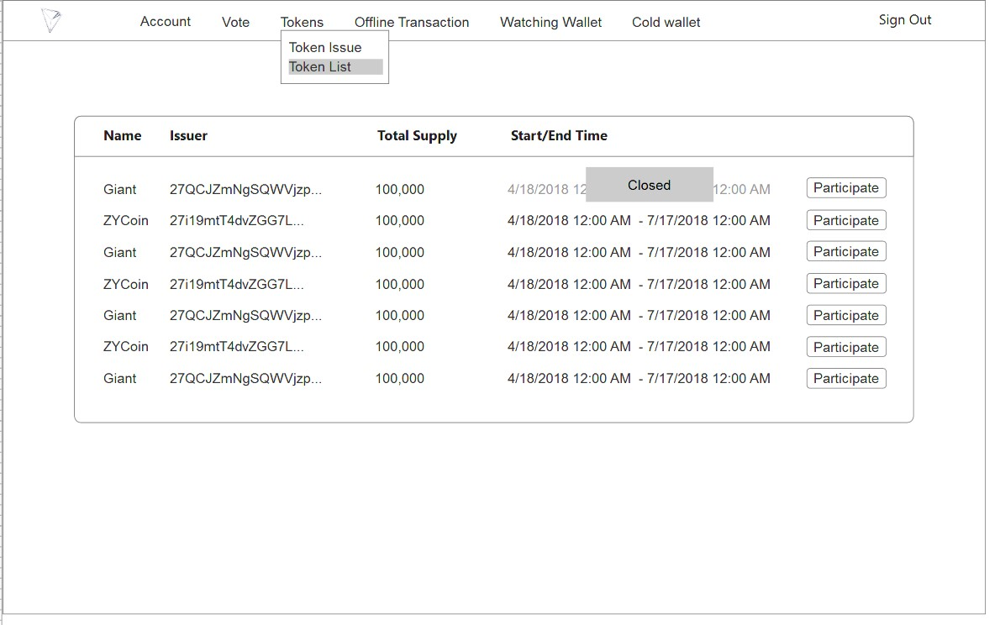 Account Vote Tokens Offline Transaction Watching Wallet Cold wallet Sign Out
Token Issue
Token List
Name Issuer Total Supply Start/End Time
Giant 27QCJZmNgSQWVjzp... 100,000 4/18/2018 12 Closed 12:00 AM Participate
ZYCoin 27i19mtT4dvZGG7L... 100,000 4/18/2018 12:00 AM - 7/17/2018 12:00 AM Participate
Giant 27QCJZmNgSQWVjzp... 100,000 4/18/2018 12:00 AM - 7/17/2018 12:00 AM Participate
ZYCoin 27i19mtT4dvZGG7L... 100,000 4/18/2018 12:00 AM - 7/17/2018 12:00 AM Participate
Giant 27QCJZmNgSQWVjzp... 100,000 4/18/2018 12:00 AM - 7/17/2018 12:00 AM Participate
ZYCoin 27i19mtT4dvZGG7L... 100,000 4/18/2018 12:00 AM - 7/17/2018 12:00 AM Participate
Giant 27QCJZmNgSQWVjzp... 100,000 4/18/2018 12:00 AM - 7/17/2018 12:00 AM Participate